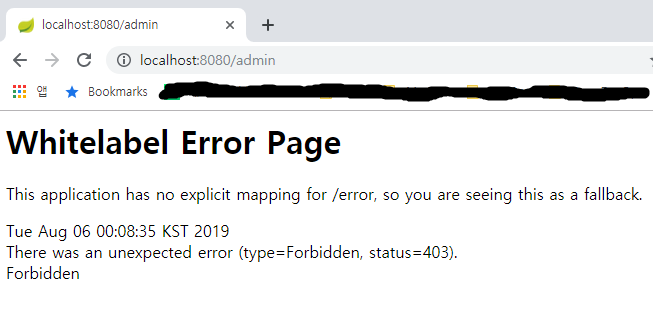 localhost:8080/admin
localhost:8080/admin
앱 Bookmarks
Whitelabel Error Page
This application has no explicit mapping for /error, so you are seeing this as a fallback.
Tue Aug 06 00:08:35 KST 2019
There was an unexpected error (type=Forbidden, status=403).
Forbidden